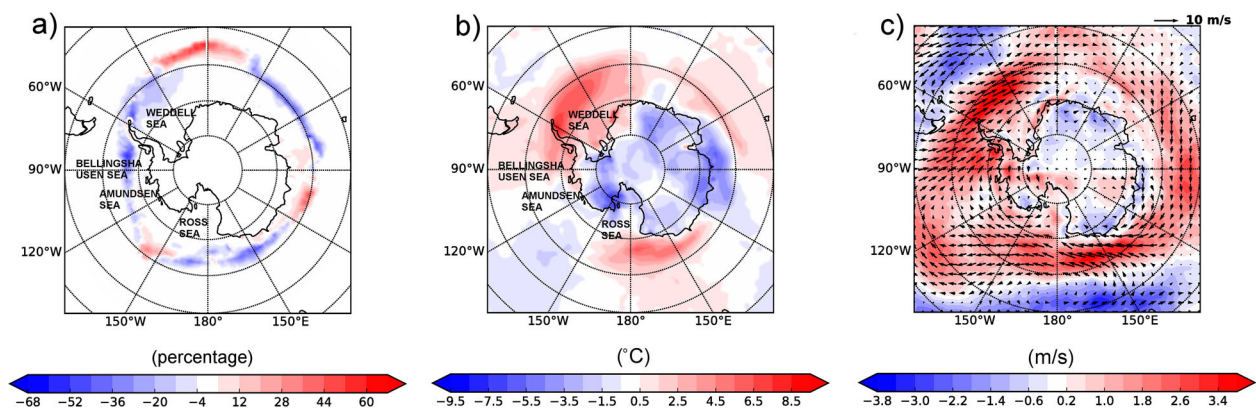 a)
60°W
90°W
120°W
150°W 180° 150°E
WEDDELL
SEA
BELLINGSHA
USEN SEA
AMUNDSEN
SEA
ROSS
SEA
(percentage)
−68 −52 −36 −20 −4 12 28 44 60
b)
60°W
90°W
120°W
150°W 180° 150°E
WEDDELL
SEA
BELLINGSHA
USEN SEA
AMUNDSEN
SEA
ROSS
SEA
(°C)
−9.5 −7.5 −5.5 −3.5 −1.5 0.5 2.5 4.5 6.5 8.5
c)
10 m/s
60°W
90°W
120°W
150°W 180° 150°E
(m/s)
−3.8 −3.0 −2.2 −1.4 −0.6 0.2 1.0 1.8 2.6 3.4